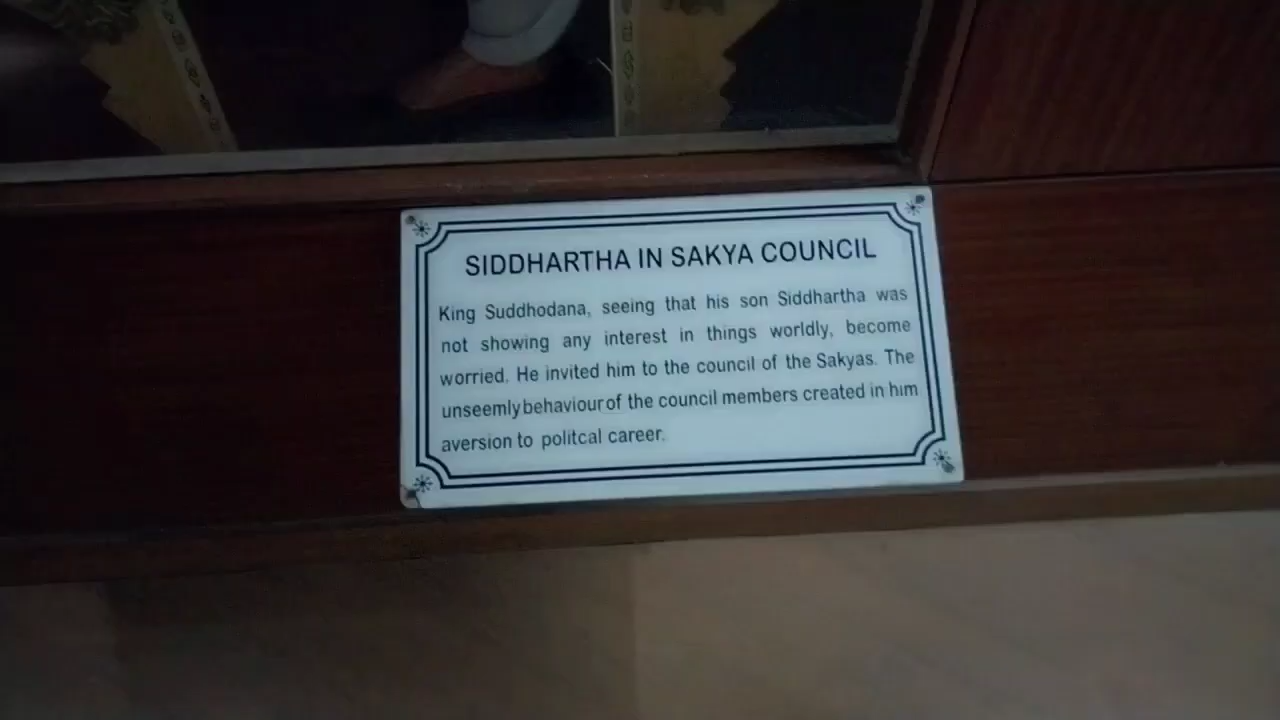 SIDDHARTHA IN SAKYA COUNCIL
King Suddhodana, seeing that his son Siddhartha was
not showing any interest in things worldly, become
worried. He invited him to the council of the Sakyas. The
unseemly behaviour of the council members created in him
aversion to politcal career.